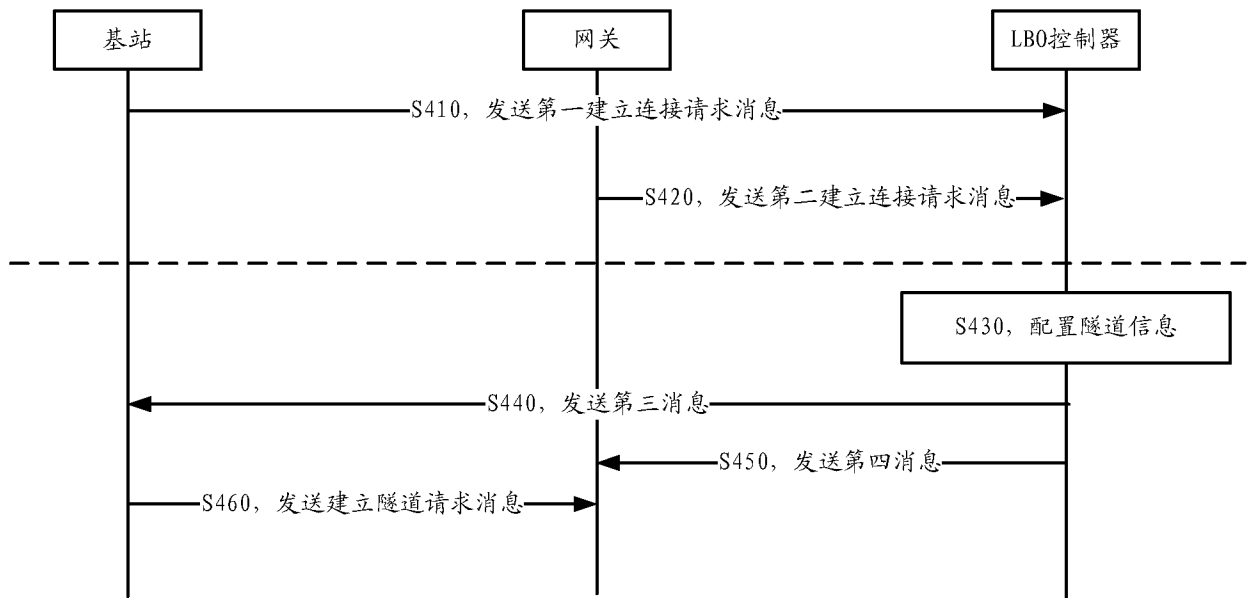 基站
网关
LBO控制器
S410，发送第一建立连接请求消息
S420，发送第二建立连接请求消息
S430，配置隧道信息
S440，发送第三消息
S450，发送第四消息
S460，发送建立隧道请求消息